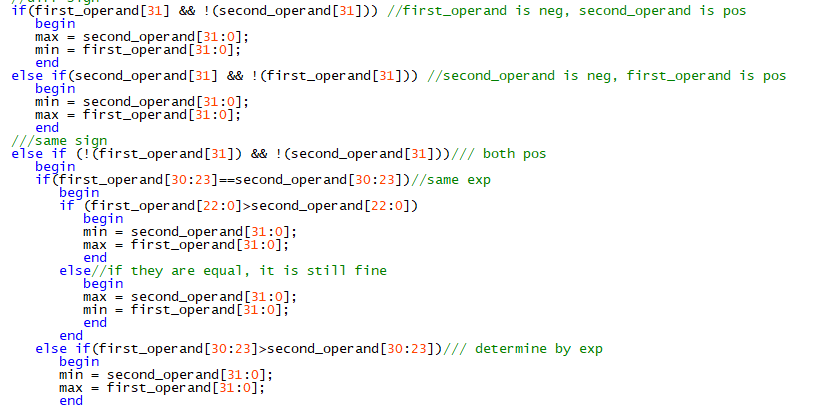 //diff sign
if(first_operand[31] && !(second_operand[31])) //first_operand is neg, second_operand is pos
begin
max = second_operand[31:0];
min = first_operand[31:0];
end
else if(second_operand[31] && !(first_operand[31])) //second_operand is neg, first_operand is pos
begin
min = second_operand[31:0];
max = first_operand[31:0];
end
///same sign
else if (!(first_operand[31]) && !(second_operand[31]))/// both pos
begin
if(first_operand[30:23]==second_operand[30:23])//same exp
begin
if (first_operand[22:0]>second_operand[22:0])
begin
min = second_operand[31:0];
max = first_operand[31:0];
end
else//if they are equal, it is still fine
begin
max = second_operand[31:0];
min = first_operand[31:0];
end
end
else if(first_operand[30:23]>second_operand[30:23])/// determine by exp
begin
min = second_operand[31:0];
max = first_operand[31:0];
end